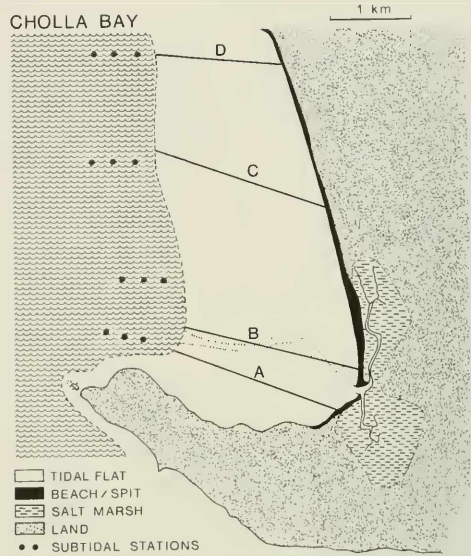 1 km
CHOLLA BAY
D
C
B
A
TIDAL FLAT
BEACH/SPIT
SALT MARSH
LAND
SUBTIDAL STATIONS